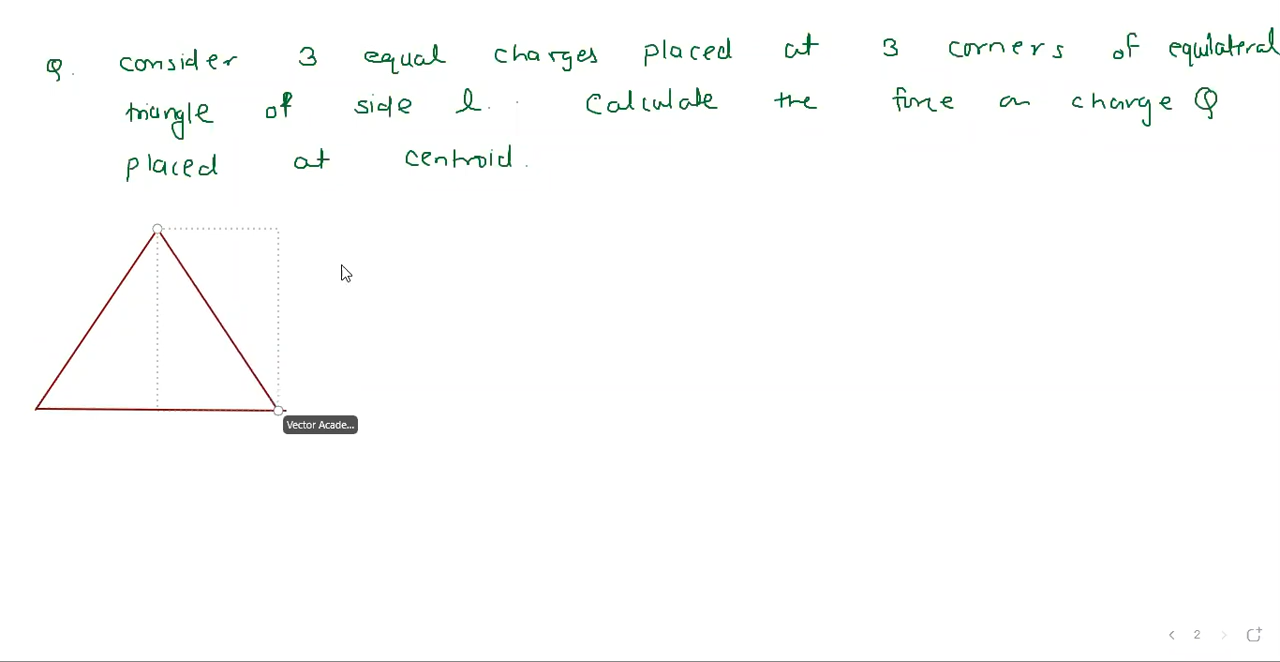 Q. consider 3 equal charges placed at 3 corners of equilateral
triangle of side l. Calculate the force on charge Q
placed at centroid.
Vector Acade...
2